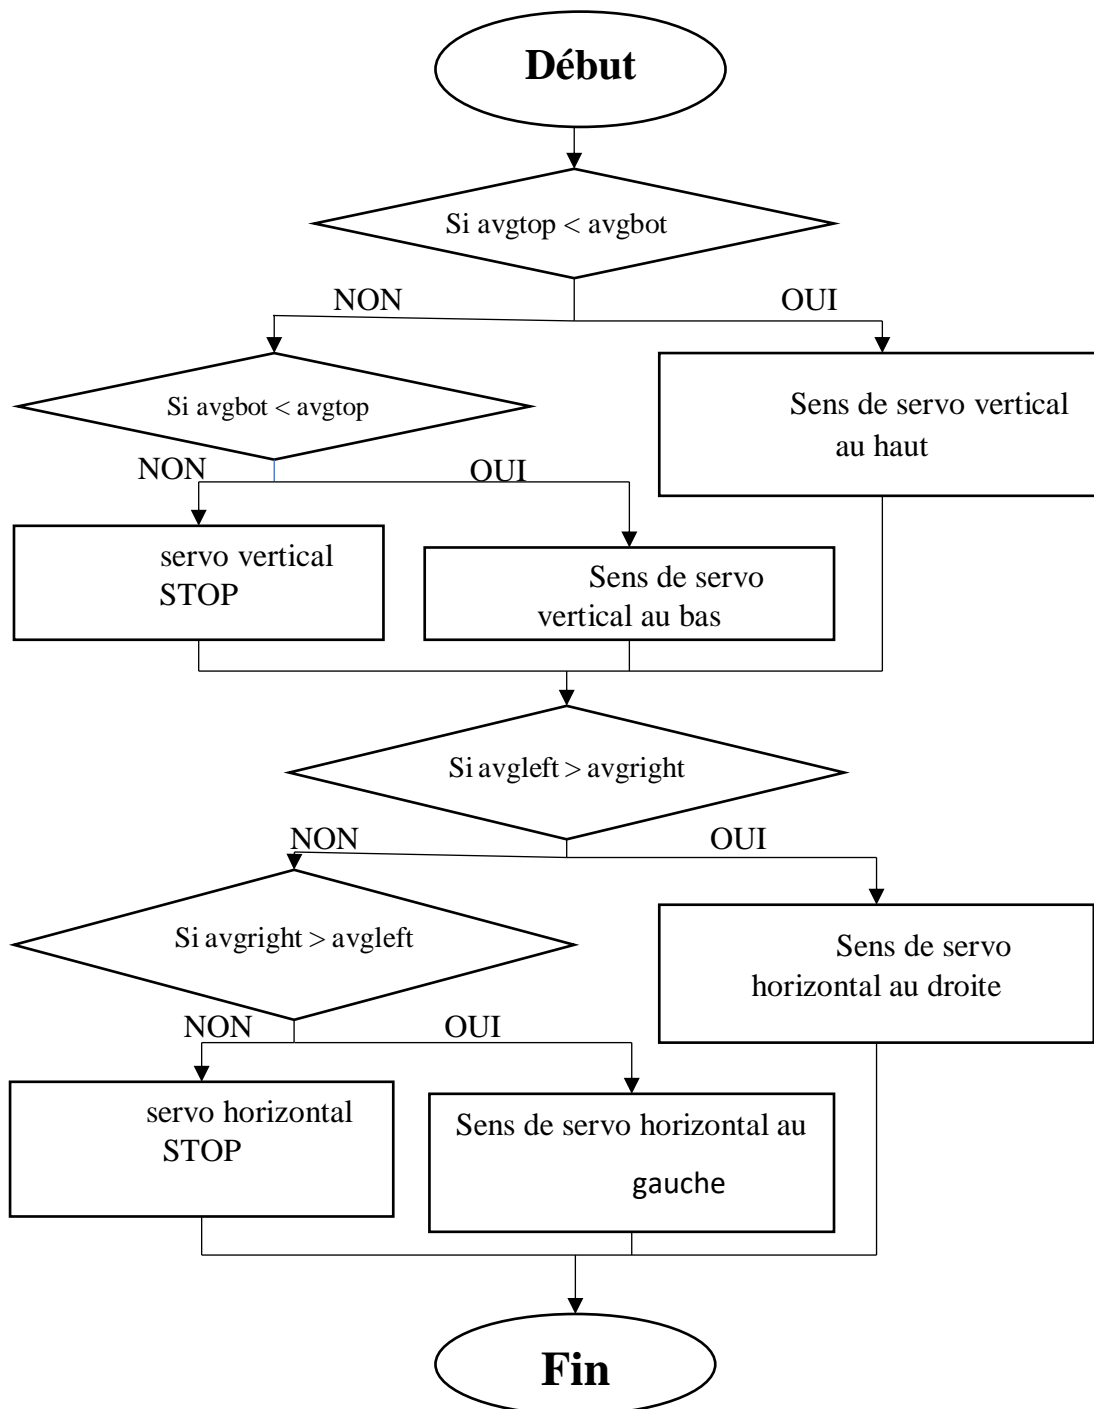 Début
Si avgtop < avgbot
NON
OUI
Si avgbot < avgtop
Sens de servo vertical
au haut
NON
OUI
servo vertical
STOP
Sens de servo
vertical au bas
Si avgleft > avgright
NON
OUI
Si avgright > avgleft
Sens de servo
horizontal au droite
NON
OUI
servo horizontal
STOP
Sens de servo horizontal au
gauche
Fin